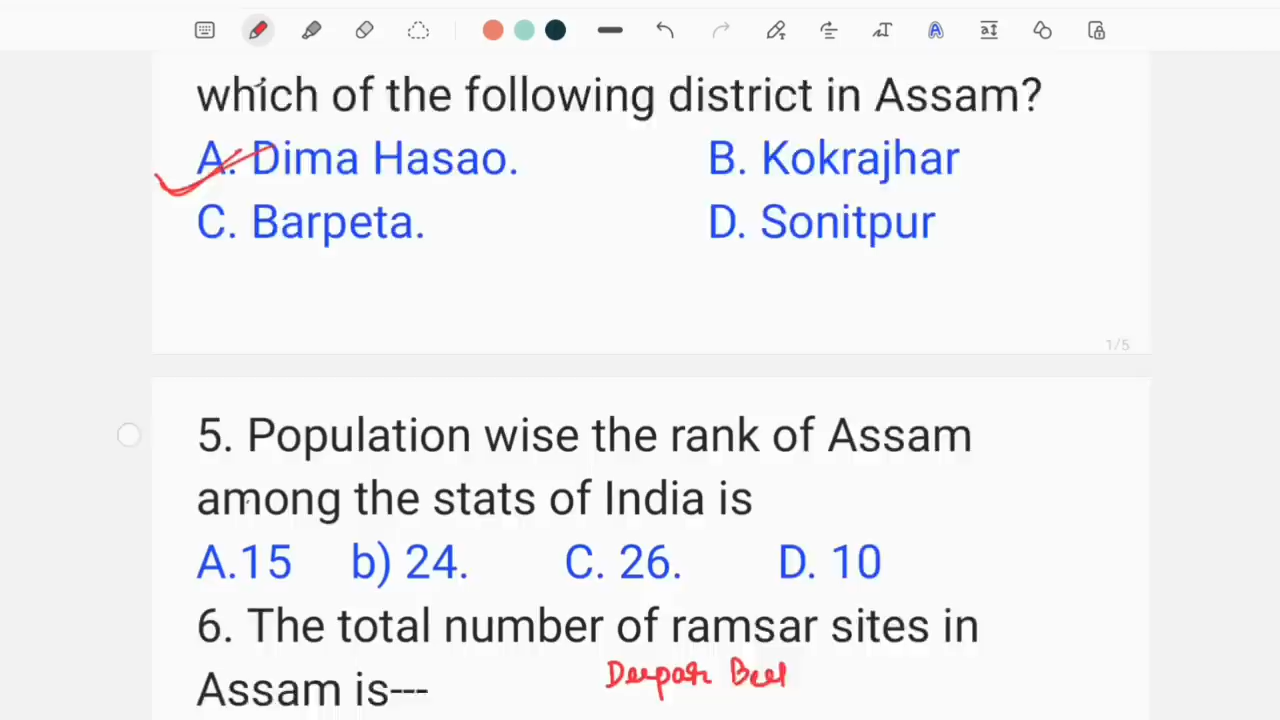 which of the following district in Assam?
A. Dima Hasao. B. Kokrajhar
C. Barpeta. D. Sonitpur
1/5
5. Population wise the rank of Assam
among the stats of India is
A.15 b) 24. C. 26. D. 10
6. The total number of ramsar sites in
Deepar Beel
Assam is---